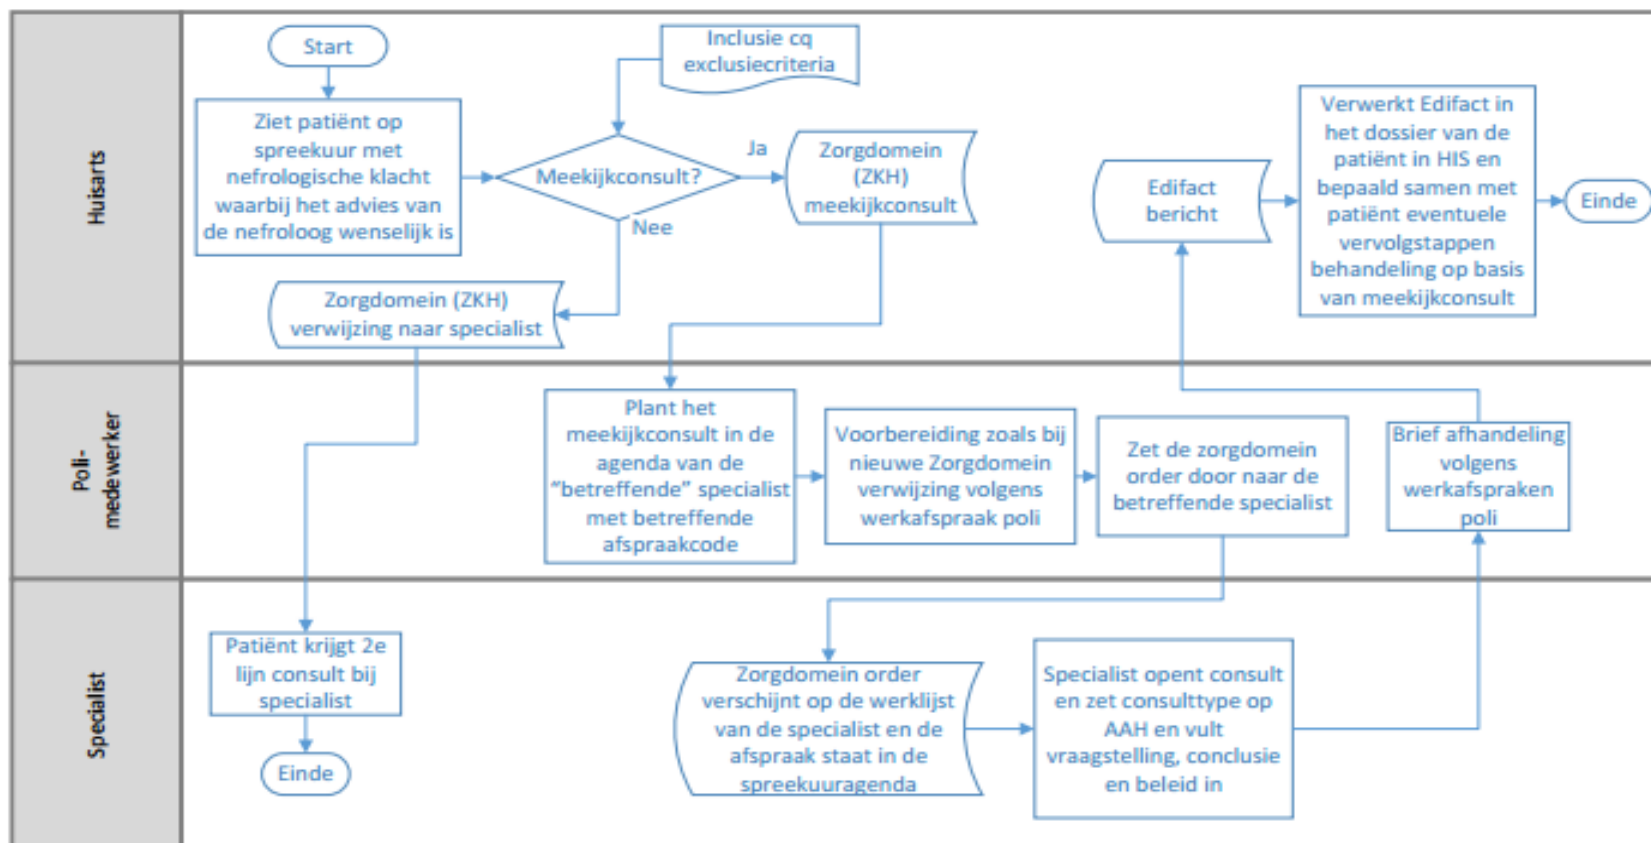 Huisarts
Start
Inclusie cq
exclusiecriteria
Ziet patiënt op
spreekuur met
nefrologische klacht
waarbij het advies van
de nefroloog wenselijk is
Meekijkconsult?
Ja
Nee
Zorgdomein
(ZKH)
meekijkconsult
Zorgdomein (ZKH)
verwijzing naar specialist
Edifact
bericht
Verwerkt Edifact in
het dossier van de
patiënt in HIS en
bepaald samen met
patiënt eventuele
vervolgstappen
behandeling op basis
van meekijkconsult
Einde
Poli-
medewerker
Plant het
meekijkconsult in de
agenda van de
“betreffende” specialist
met betreffende
afspraakcode
Voorbereiding zoals bij
nieuwe Zorgdomein
verwijzing volgens
werkafspraak poli
Zet de zorgdomein
order door naar de
betreffende specialist
Brief afhandeling
volgens
werkafspraken
poli
Specialist
Patiënt krijgt 2e
lijn consult bij
specialist
Einde
Zorgdomein order
verschijnt op de werklijst
van de specialist en de
afspraak staat in de
spreekuuragenda
Specialist opent consult
en zet consulttype op
AAH en vult
vraagstelling, conclusie
en beleid in